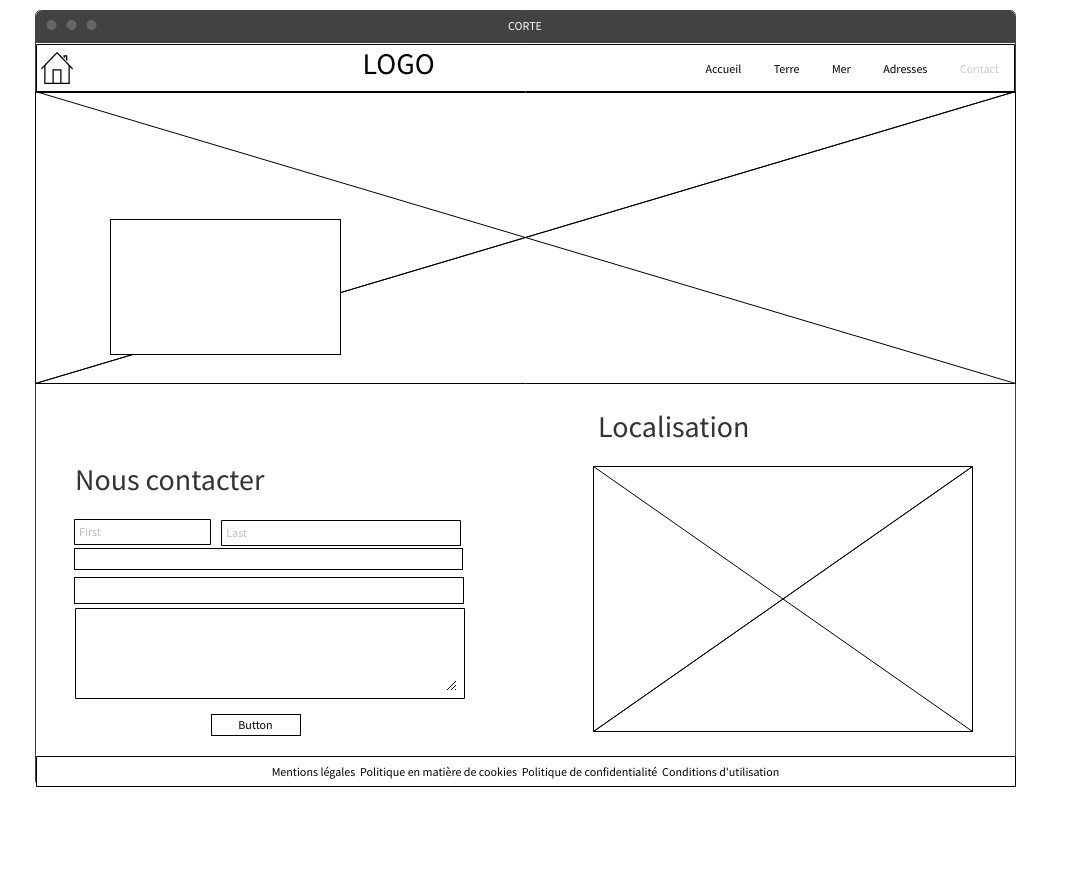 CORTE
LOGO
Accueil Terre Mer Adresses Contact
Localisation
Nous contacter
First Last
Button
Mentions légales Politique en matière de cookies Politique de confidentialité Conditions d'utilisation